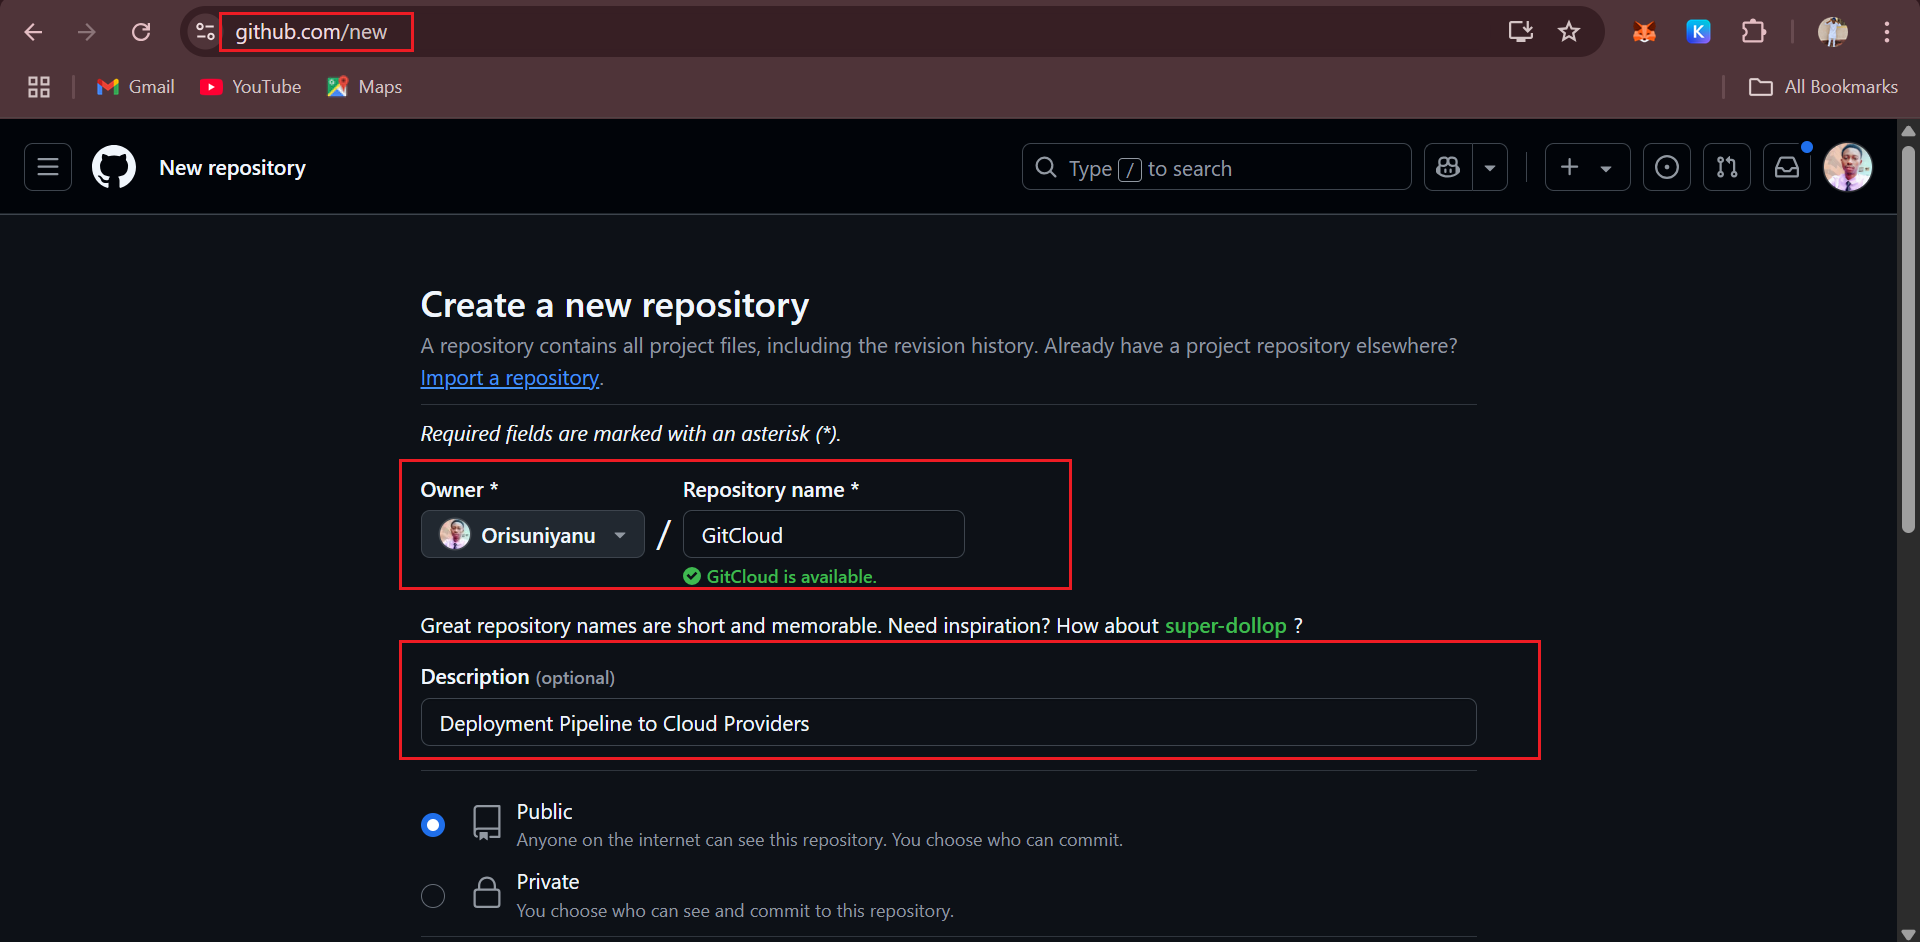 github.com/new
Gmail
YouTube
Maps
All Bookmarks
New repository
Type / to search
Create a new repository
A repository contains all project files, including the revision history. Already have a project repository elsewhere?
Import a repository.
Required fields are marked with an asterisk (*).
Owner *
Repository name *
Orisuniyanu
/
GitCloud
GitCloud is available.
Great repository names are short and memorable. Need inspiration? How about super-dollop ?
Description (optional)
Deployment Pipeline to Cloud Providers
Public
Anyone on the internet can see this repository. You choose who can commit.
Private
You choose who can see and commit to this repository.